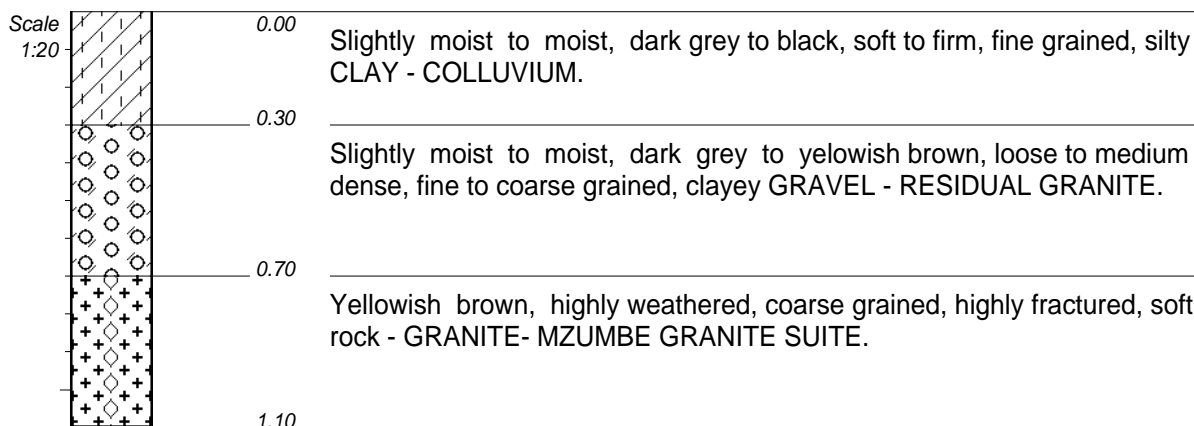 Scale
1:20
0.00
Slightly moist to moist, dark grey to black, soft to firm, fine grained, silty
CLAY - COLLUVIUM.
0.30
Slightly moist to moist, dark grey to yelowish brown, loose to medium
dense, fine to coarse grained, clayey GRAVEL - RESIDUAL GRANITE.
0.70
Yellowish brown, highly weathered, coarse grained, highly fractured, soft
rock - GRANITE- MZUMBE GRANITE SUITE.
1.10